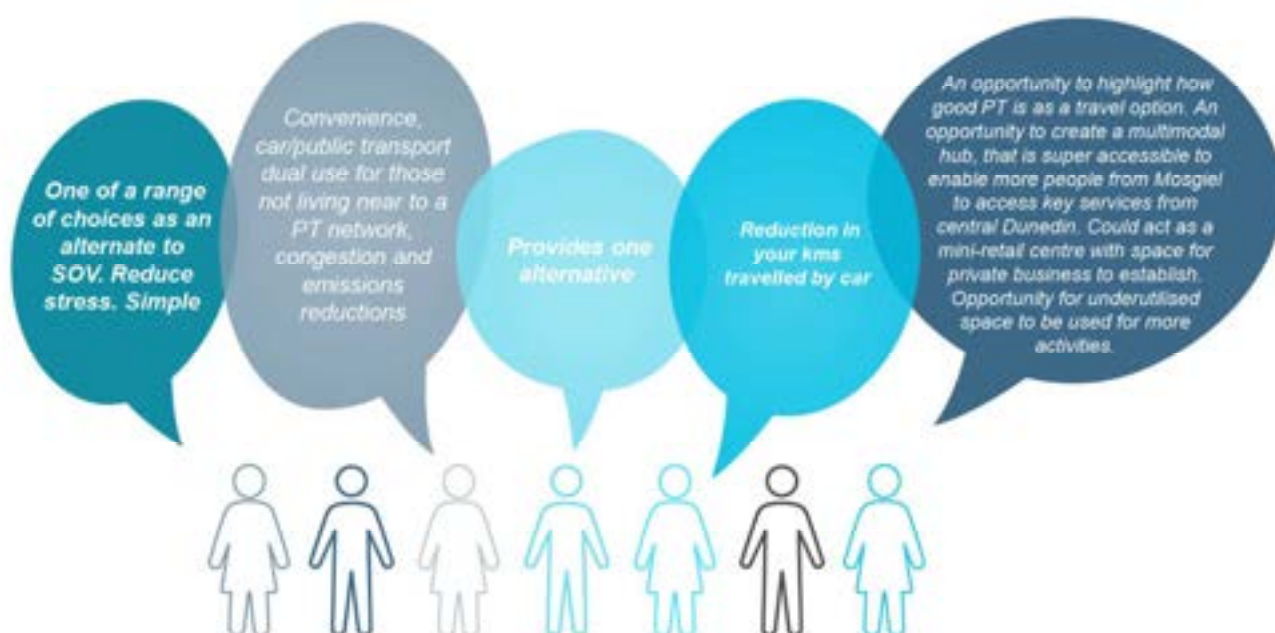 One of a range
of choices as an
alternate to
SOV. Reduce
stress. Simple
Convenience,
car/public transport
dual use for those
not living near to a
PT network,
congestion and
emissions
reductions
Provides one
alternative
Reduction in
your kms
travelled by car
An opportunity to highlight how
good PT is as a travel option. An
opportunity to create a multimodal
hub, that is super accessible to
enable more people from Mosgiel
to access key services from
central Dunedin. Could act as a
mini-retail centre with space for
private business to establish.
Opportunity for underutilised
space to be used for more
activities.